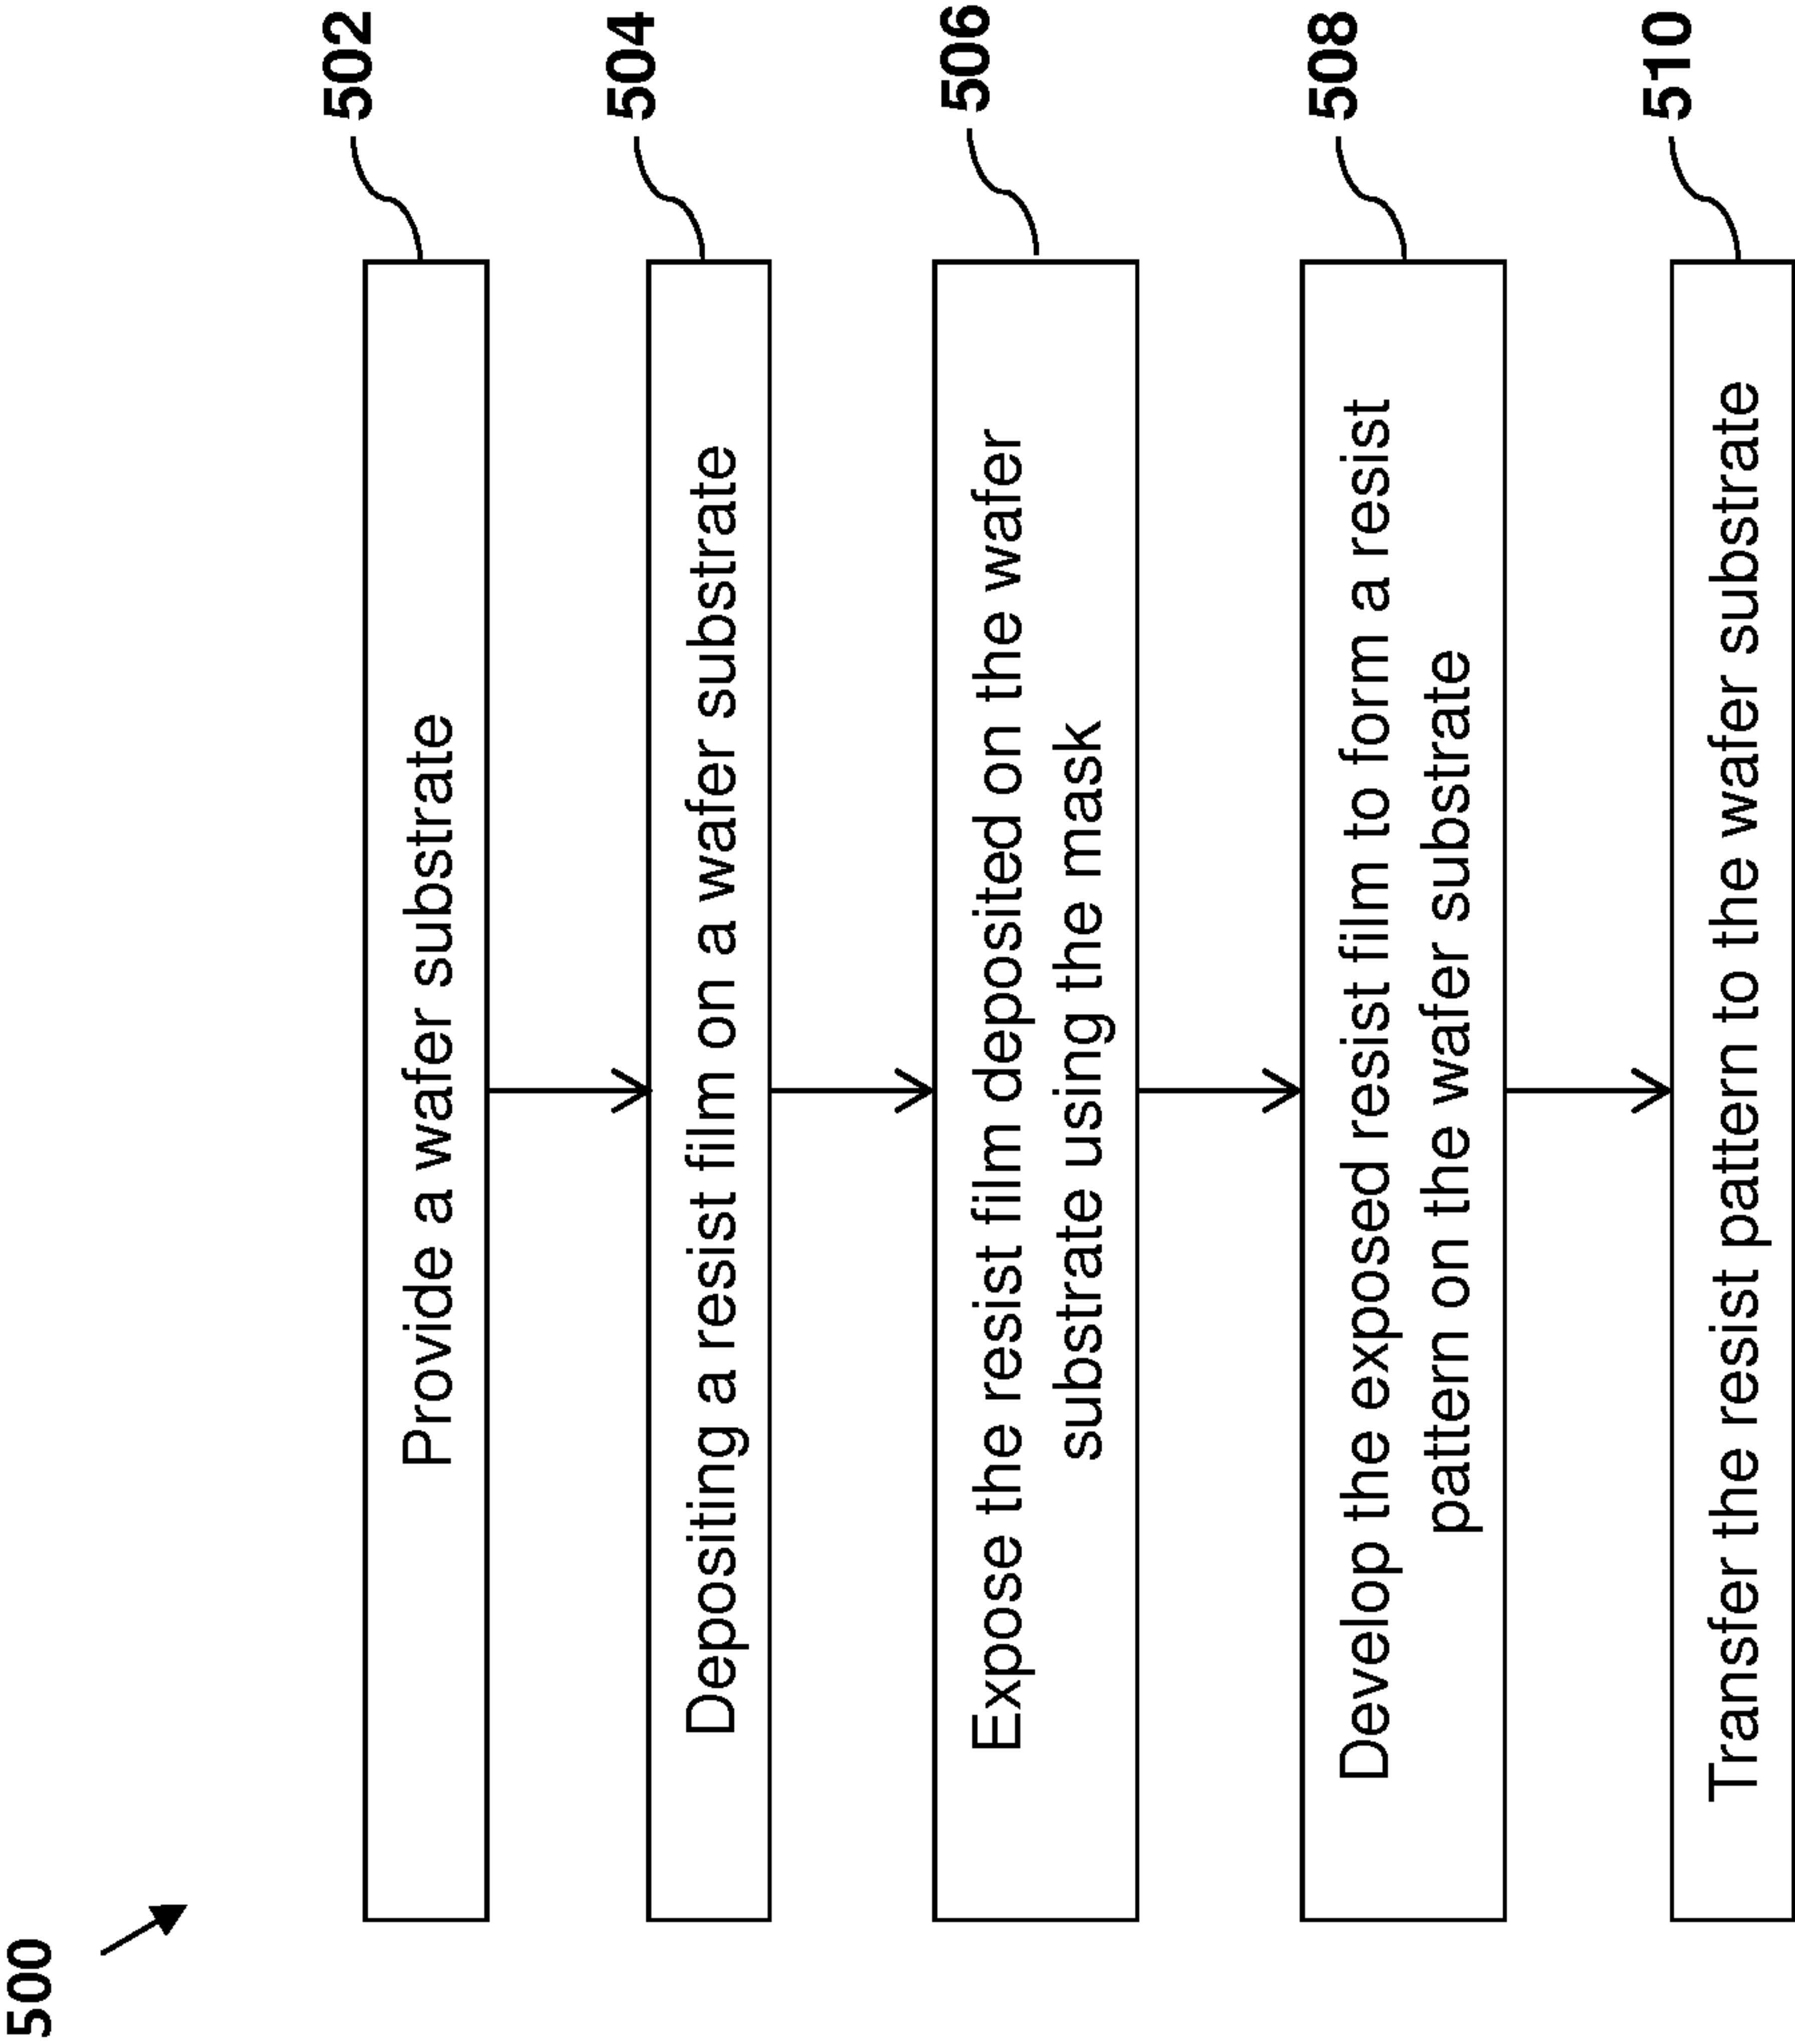 500
Provide a wafer substrate
502
Depositing a resist film on a wafer substrate
504
Expose the resist film deposited on the wafer
substrate using the mask
506
Develop the exposed resist film to form a resist
pattern on the wafer substrate
508
Transfer the resist pattern to the wafer substrate
510